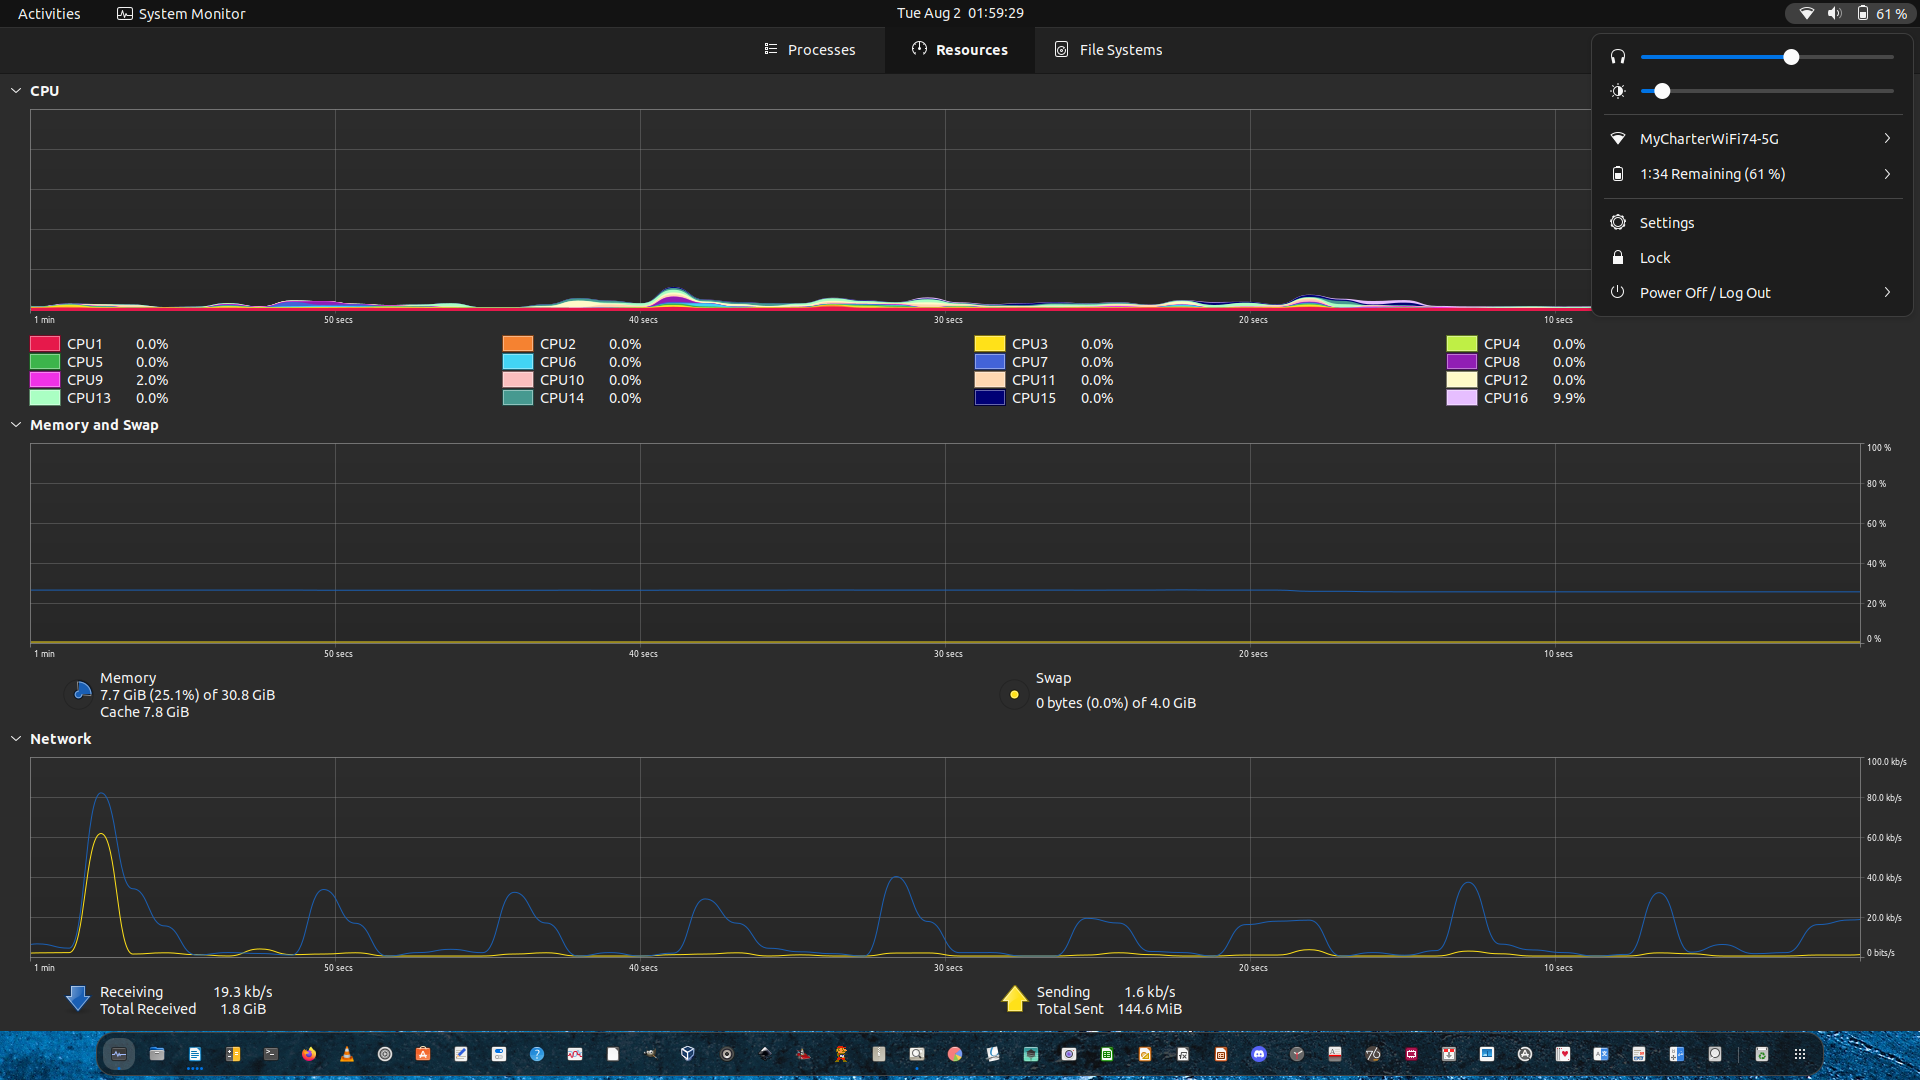 Activities System Monitor Tue Aug 2 01:59:29 61 %
Processes Resources File Systems
MyCharterWiFi74-5G
1:34 Remaining (61 %)
Settings
Lock
Power Off / Log Out
CPU
1 min 50 secs 40 secs 30 secs 20 secs 10 secs
CPU1 0.0% CPU2 0.0% CPU3 0.0% CPU4 0.0%
CPU5 0.0% CPU6 0.0% CPU7 0.0% CPU8 0.0%
CPU9 2.0% CPU10 0.0% CPU11 0.0% CPU12 0.0%
CPU13 0.0% CPU14 0.0% CPU15 0.0% CPU16 9.9%
Memory and Swap
100 %
80 %
60 %
40 %
20 %
0 %
1 min 50 secs 40 secs 30 secs 20 secs 10 secs
Memory
7.7 GiB (25.1%) of 30.8 GiB
Cache 7.8 GiB
Swap
0 bytes (0.0%) of 4.0 GiB
Network
100.0 kb/s
80.0 kb/s
60.0 kb/s
40.0 kb/s
20.0 kb/s
0 bits/s
1 min 50 secs 40 secs 30 secs 20 secs 10 secs
Receiving 19.3 kb/s
Total Received 1.8 GiB
Sending 1.6 kb/s
Total Sent 144.6 MiB